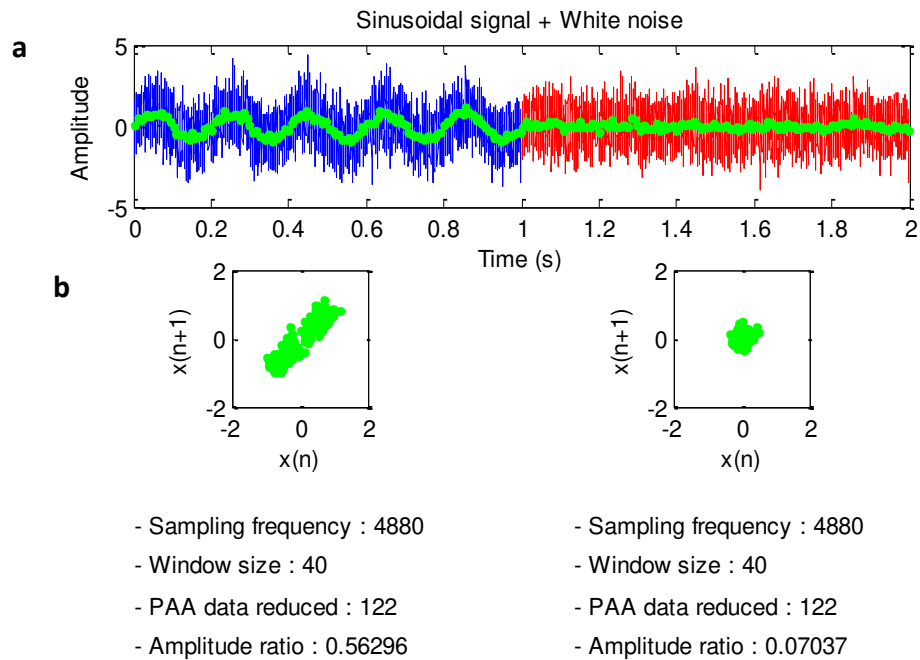 Sinusoidal signal + White noise
a
Amplitude
5
0
-5
0 0.2 0.4 0.6 0.8 1 1.2 1.4 1.6 1.8 2
Time (s)
b
x(n+1)
2
0
-2
-2 0 2
x(n)
x(n+1)
2
0
-2
-2 0 2
x(n)
- Sampling frequency : 4880
- Window size : 40
- PAA data reduced : 122
- Amplitude ratio : 0.56296
- Sampling frequency : 4880
- Window size : 40
- PAA data reduced : 122
- Amplitude ratio : 0.07037